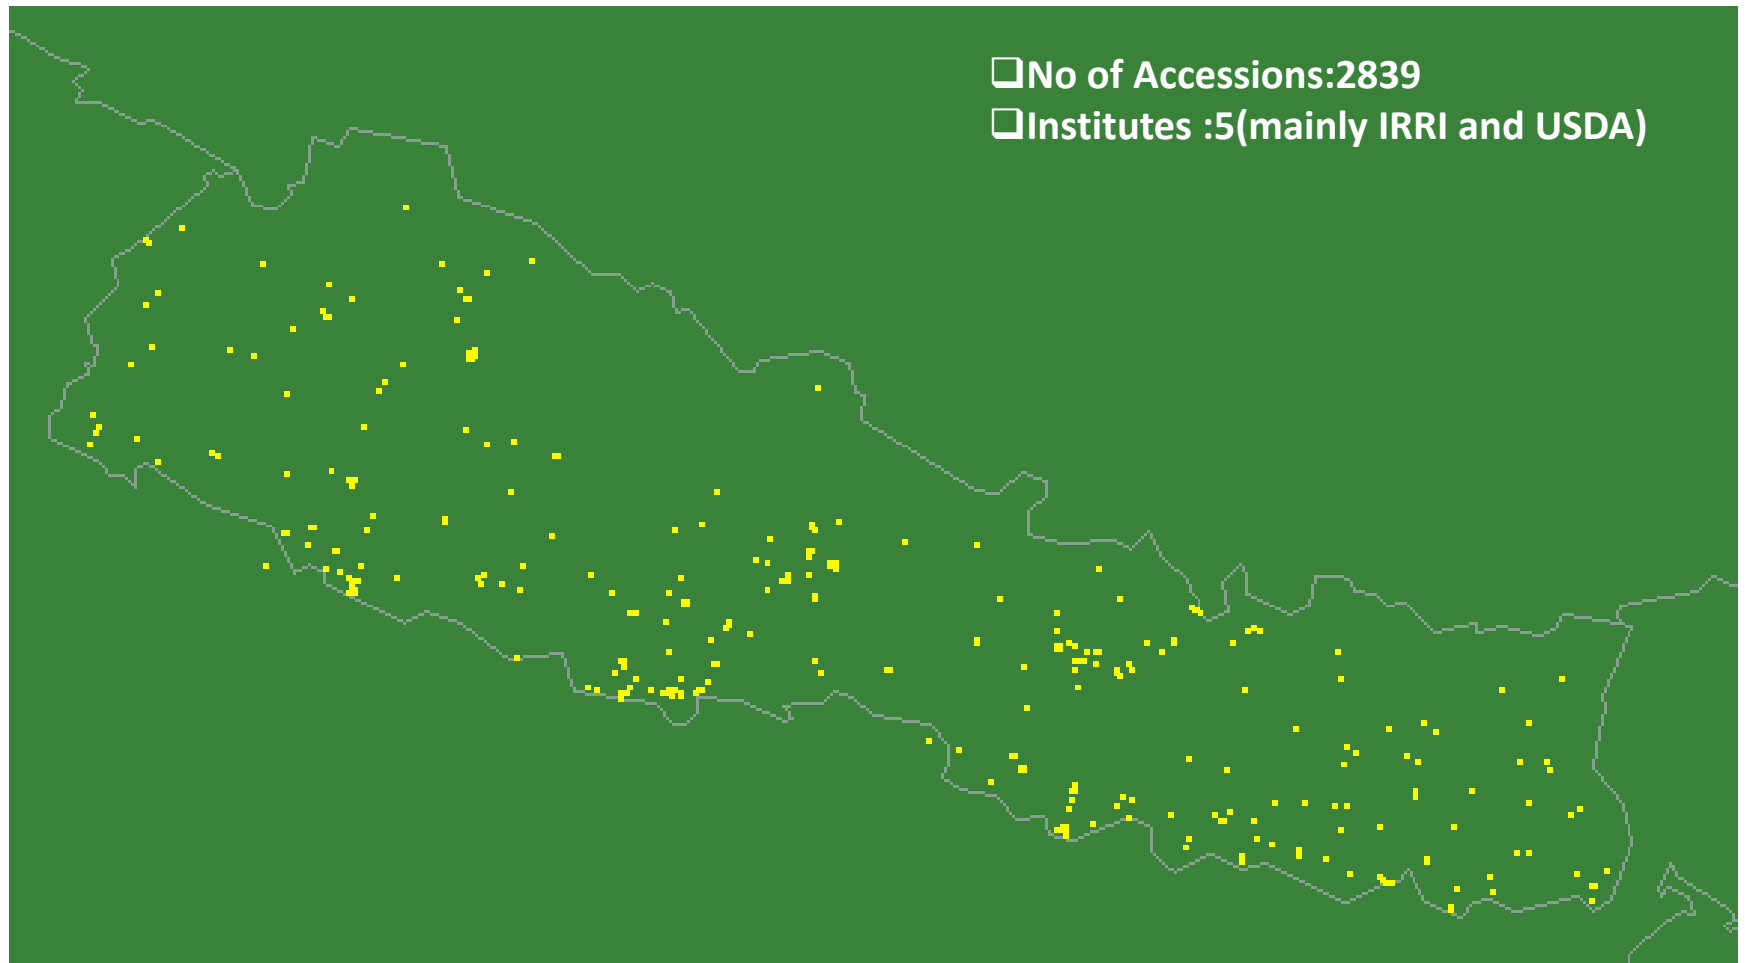 ❑No of Accessions:2839
❑Institutes :5(mainly IRRI and USDA)